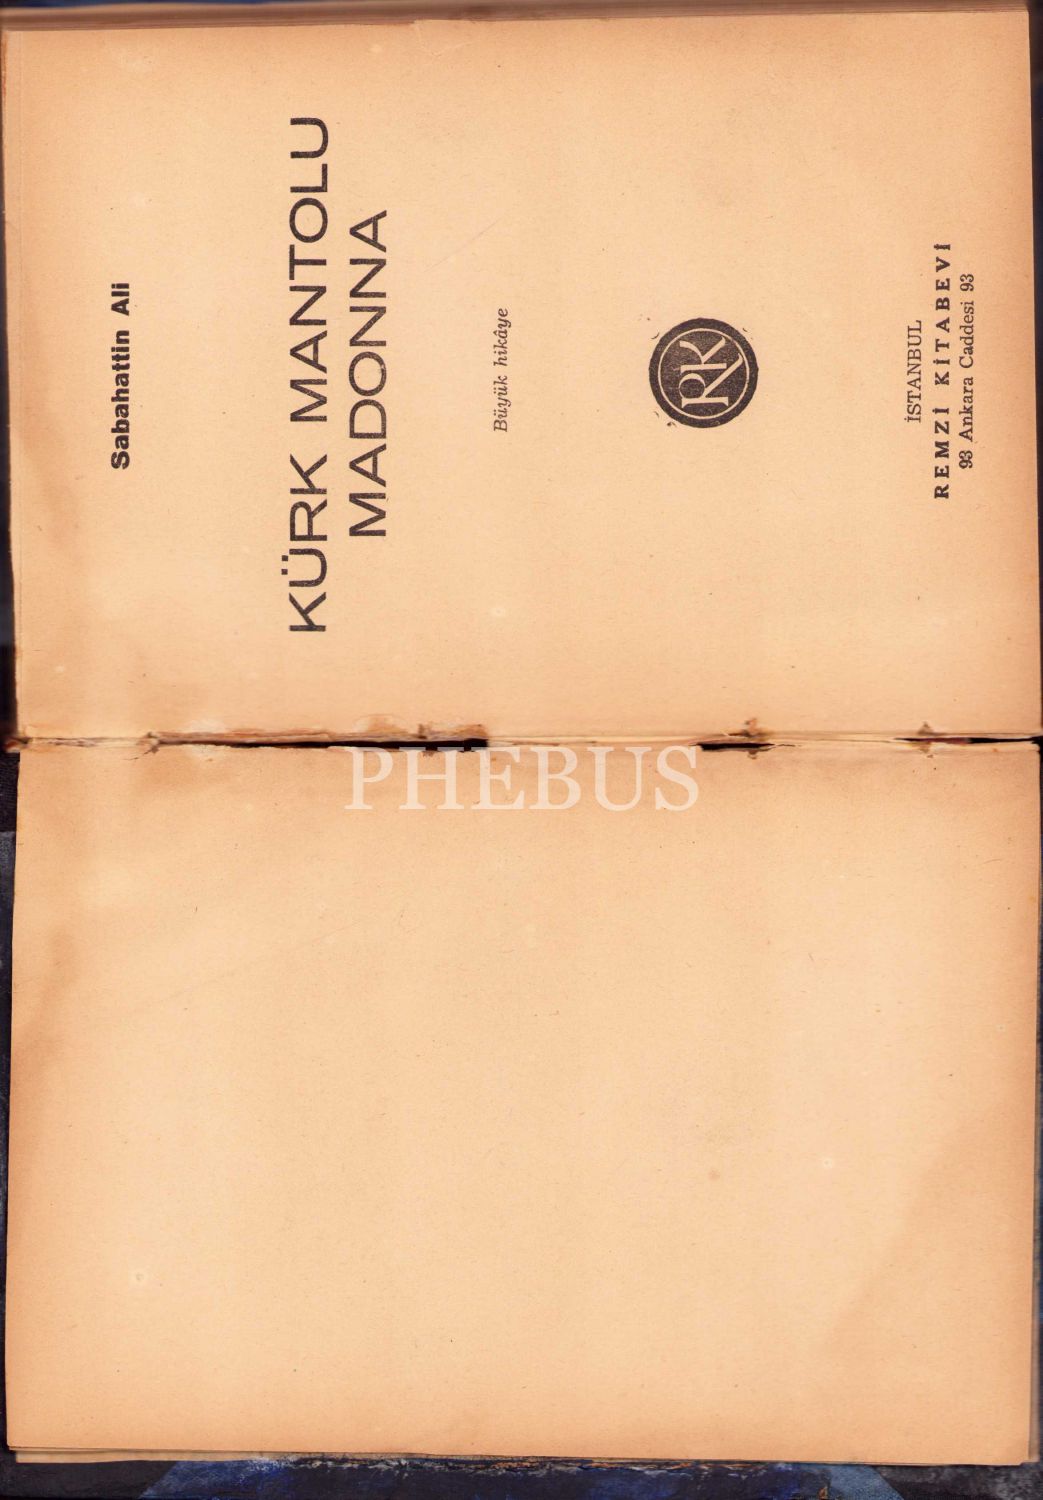 Sabahattin Ali
KÜRK MANTOLU
MADONNA
Büyük hikâye
RK
İSTANBUL
REMZİ KİTABEVİ
93 Ankara Caddesi 93
PHEBUS